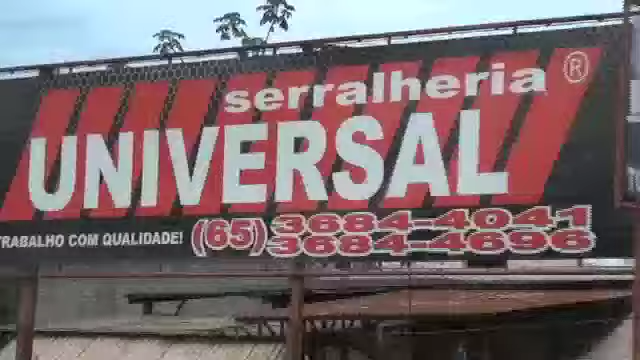 serralheria ®
UNIVERSAL
TRABALHO COM QUALIDADE! (65) 3684-4041
3684-4696